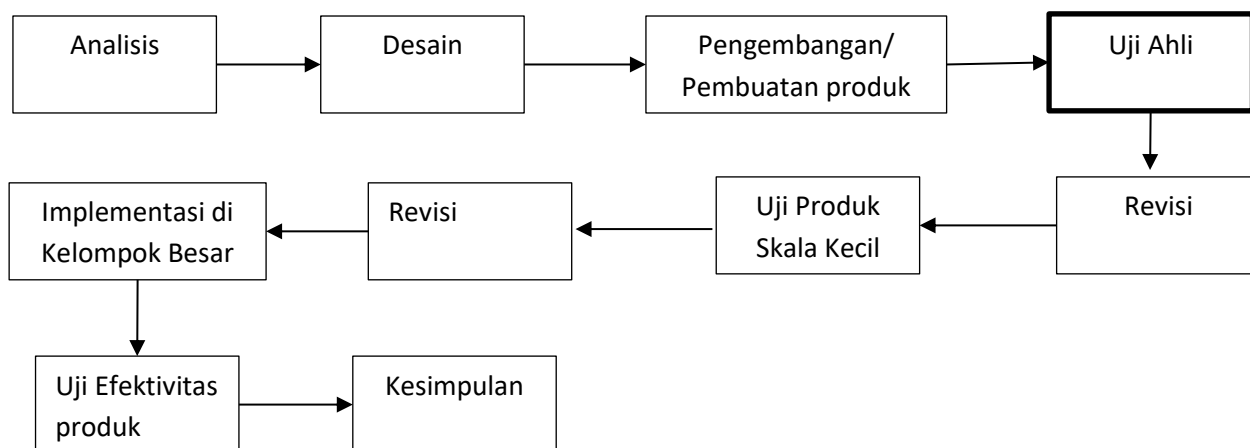 Analisis
Desain
Pengembangan/
Pembuatan produk
Uji Ahli
Revisi
Uji Produk
Skala Kecil
Revisi
Implementasi di
Kelompok Besar
Uji Efektivitas
produk
Kesimpulan